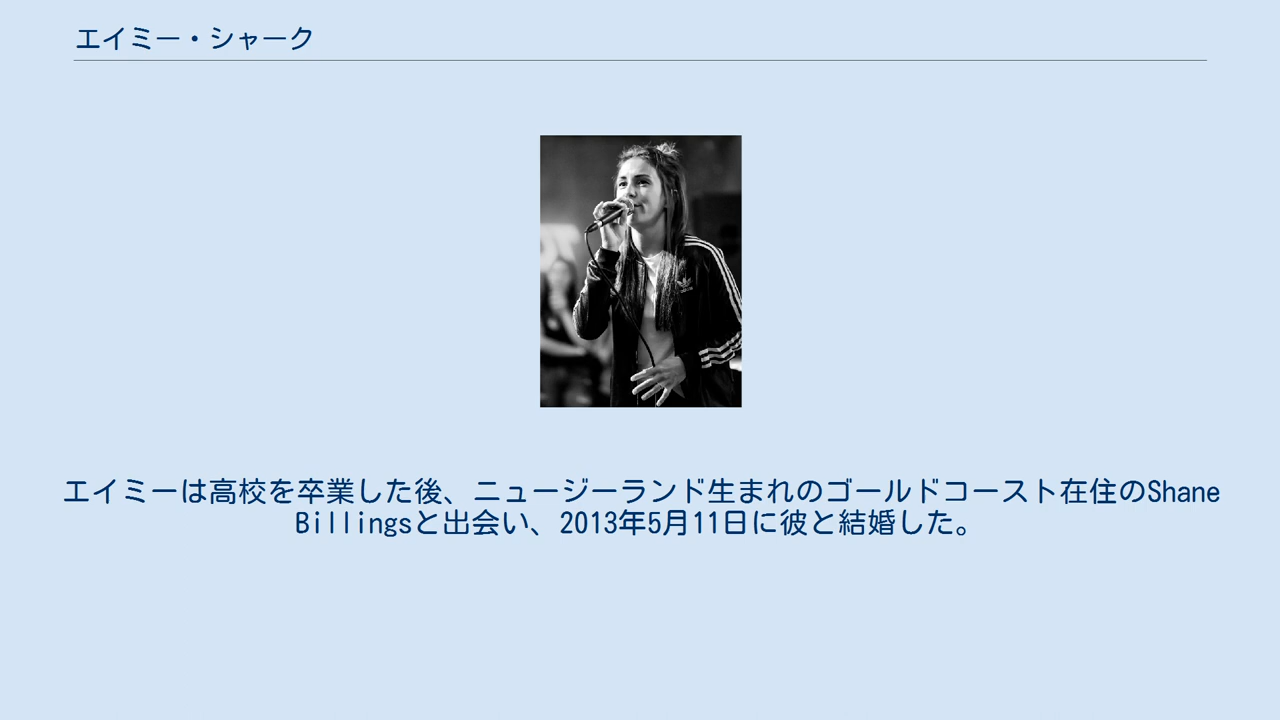 エイミー・シャーク
エイミーは高校を卒業した後、ニュージーランド生まれのゴールドコースト在住のShane
Billingsと出会い、2013年5月11日に彼と結婚した。